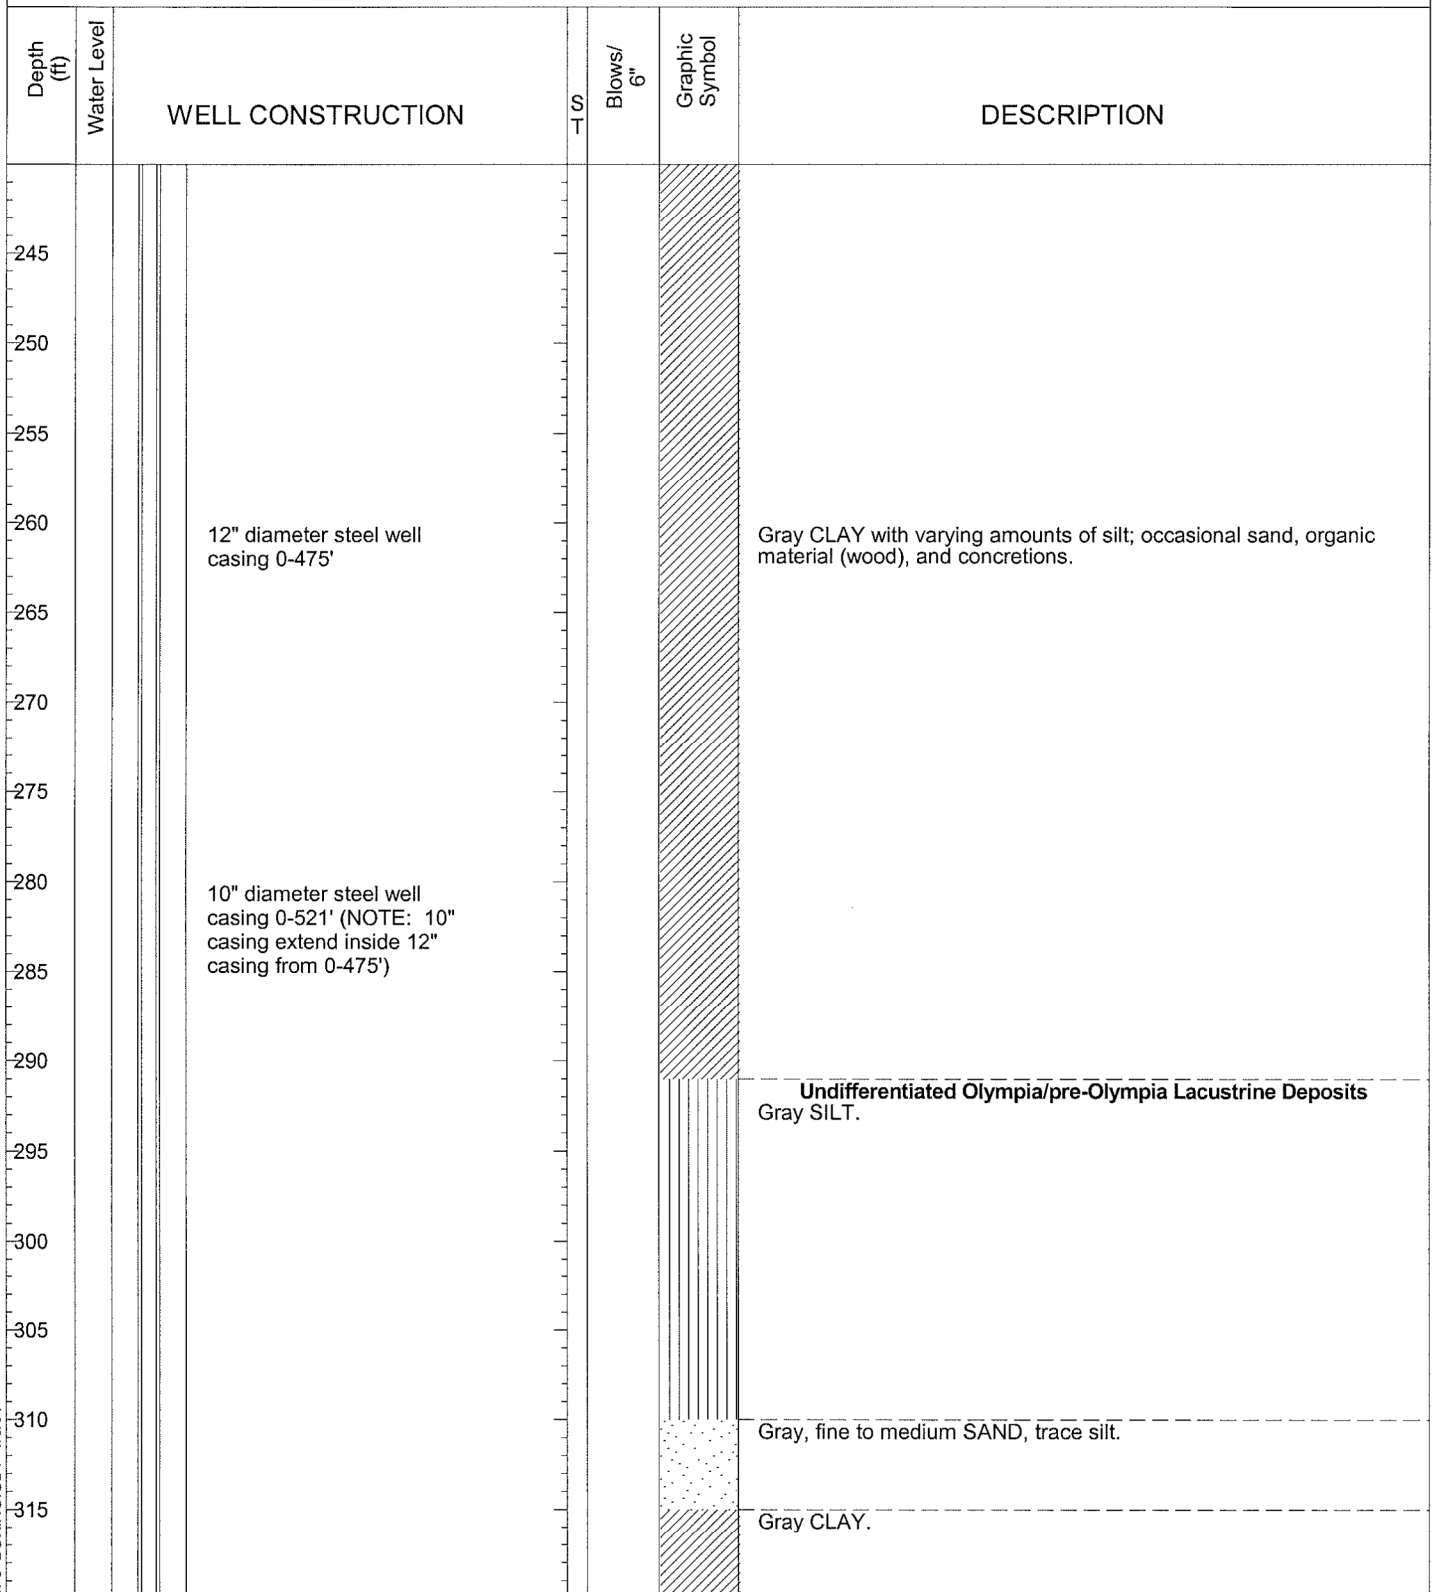 Depth
(ft)
Water Level
WELL CONSTRUCTION
S
T
Blows/
6"
Graphic
Symbol
DESCRIPTION
245
250
255
260
12" diameter steel well
casing 0-475'
Gray CLAY with varying amounts of silt; occasional sand, organic
material (wood), and concretions.
265
270
275
280
10" diameter steel well
casing 0-521' (NOTE: 10"
casing extend inside 12"
casing from 0-475')
285
290
Undifferentiated Olympia/pre-Olympia Lacustrine Deposits
Gray SILT.
295
300
305
310
Gray, fine to medium SAND, trace silt.
315
Gray CLAY.